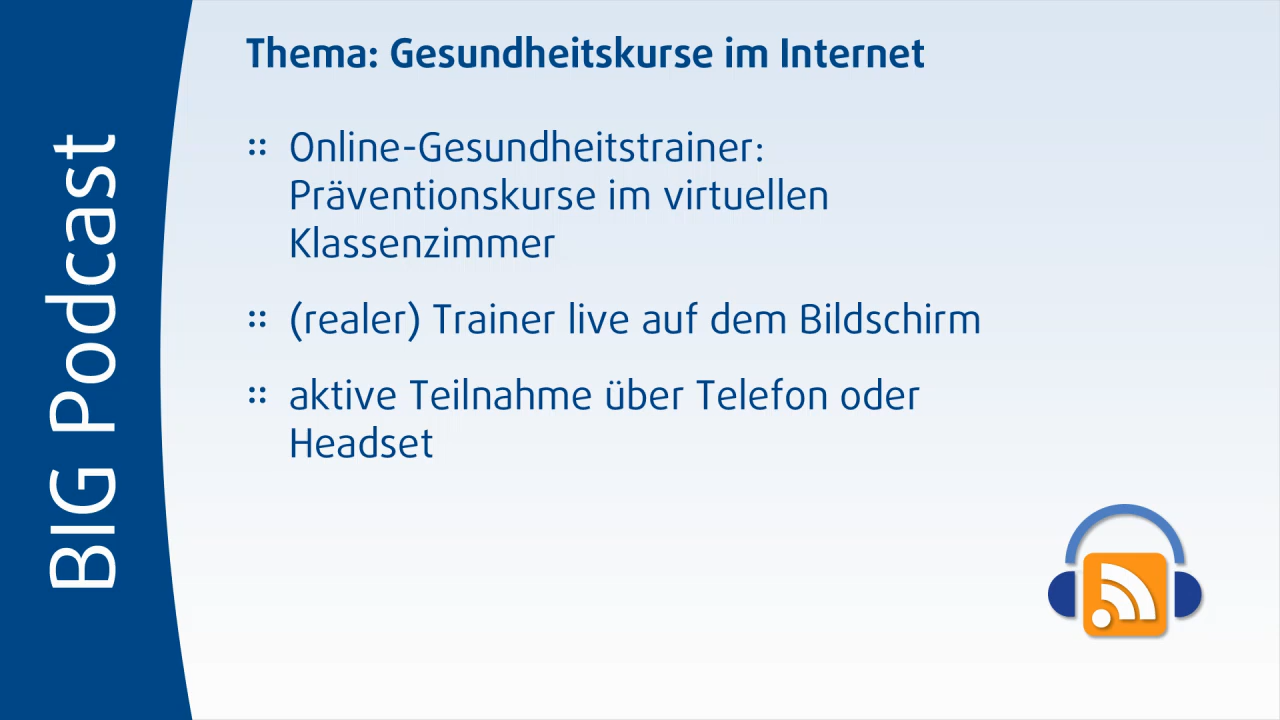 BIG Podcast
Thema: Gesundheitskurse im Internet
Online-Gesundheitstrainer:
Präventionskurse im virtuellen
Klassenzimmer
(realer) Trainer live auf dem Bildschirm
aktive Teilnahme über Telefon oder
Headset